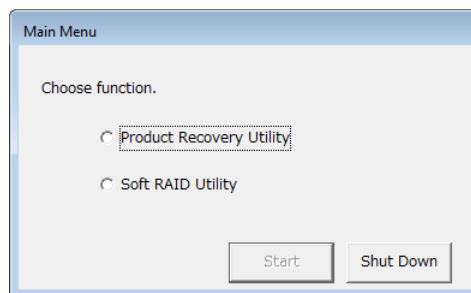 Main Menu
Choose function.
Product Recovery Utility
Soft RAID Utility
Start Shut Down